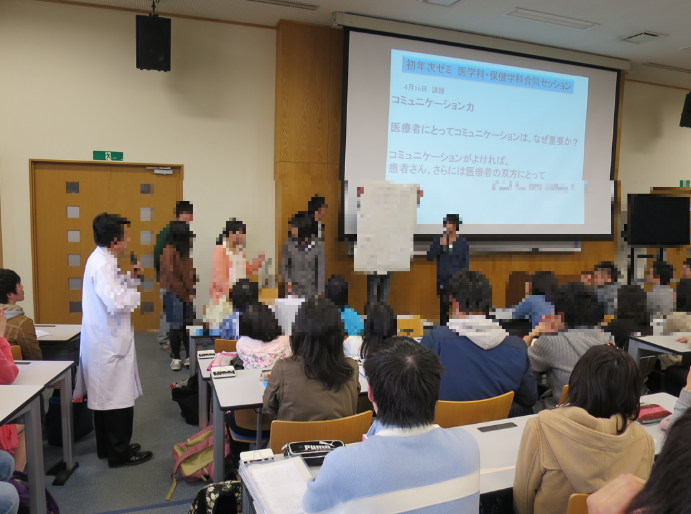 初年次ゼミ 医学科・保健学科合同セッション
4月16日 課題
コミュニケーション力
医療者にとってコミュニケーションは、なぜ重要か?
コミュニケーションがよければ、
患者さん、さらには医療者の双方にとって
PUMA